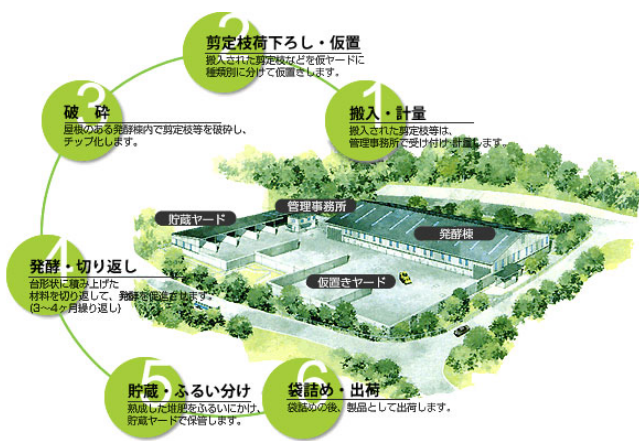 1
搬入・計量
搬入された剪定枝等は、
管理事務所で受け付け・計量します。
2
剪定枝荷下ろし・仮置
搬入された剪定枝などを仮ヤードに
種類別に分けて仮置きします。
3
破 砕
屋根のある発酵棟内で剪定枝等を破砕し、
チップ化します。
4
発酵・切り返し
台形状に積み上げた
材料を切り返して、発酵を促進させます。
(3〜4ヶ月繰り返し)
5
貯蔵・ふるい分け
熟成した堆肥をふるいにかけ、
貯蔵ヤードで保管します。
6
袋詰め・出荷
袋詰めの後、製品として出荷します。
管理事務所
貯蔵ヤード
発酵棟
仮置きヤード